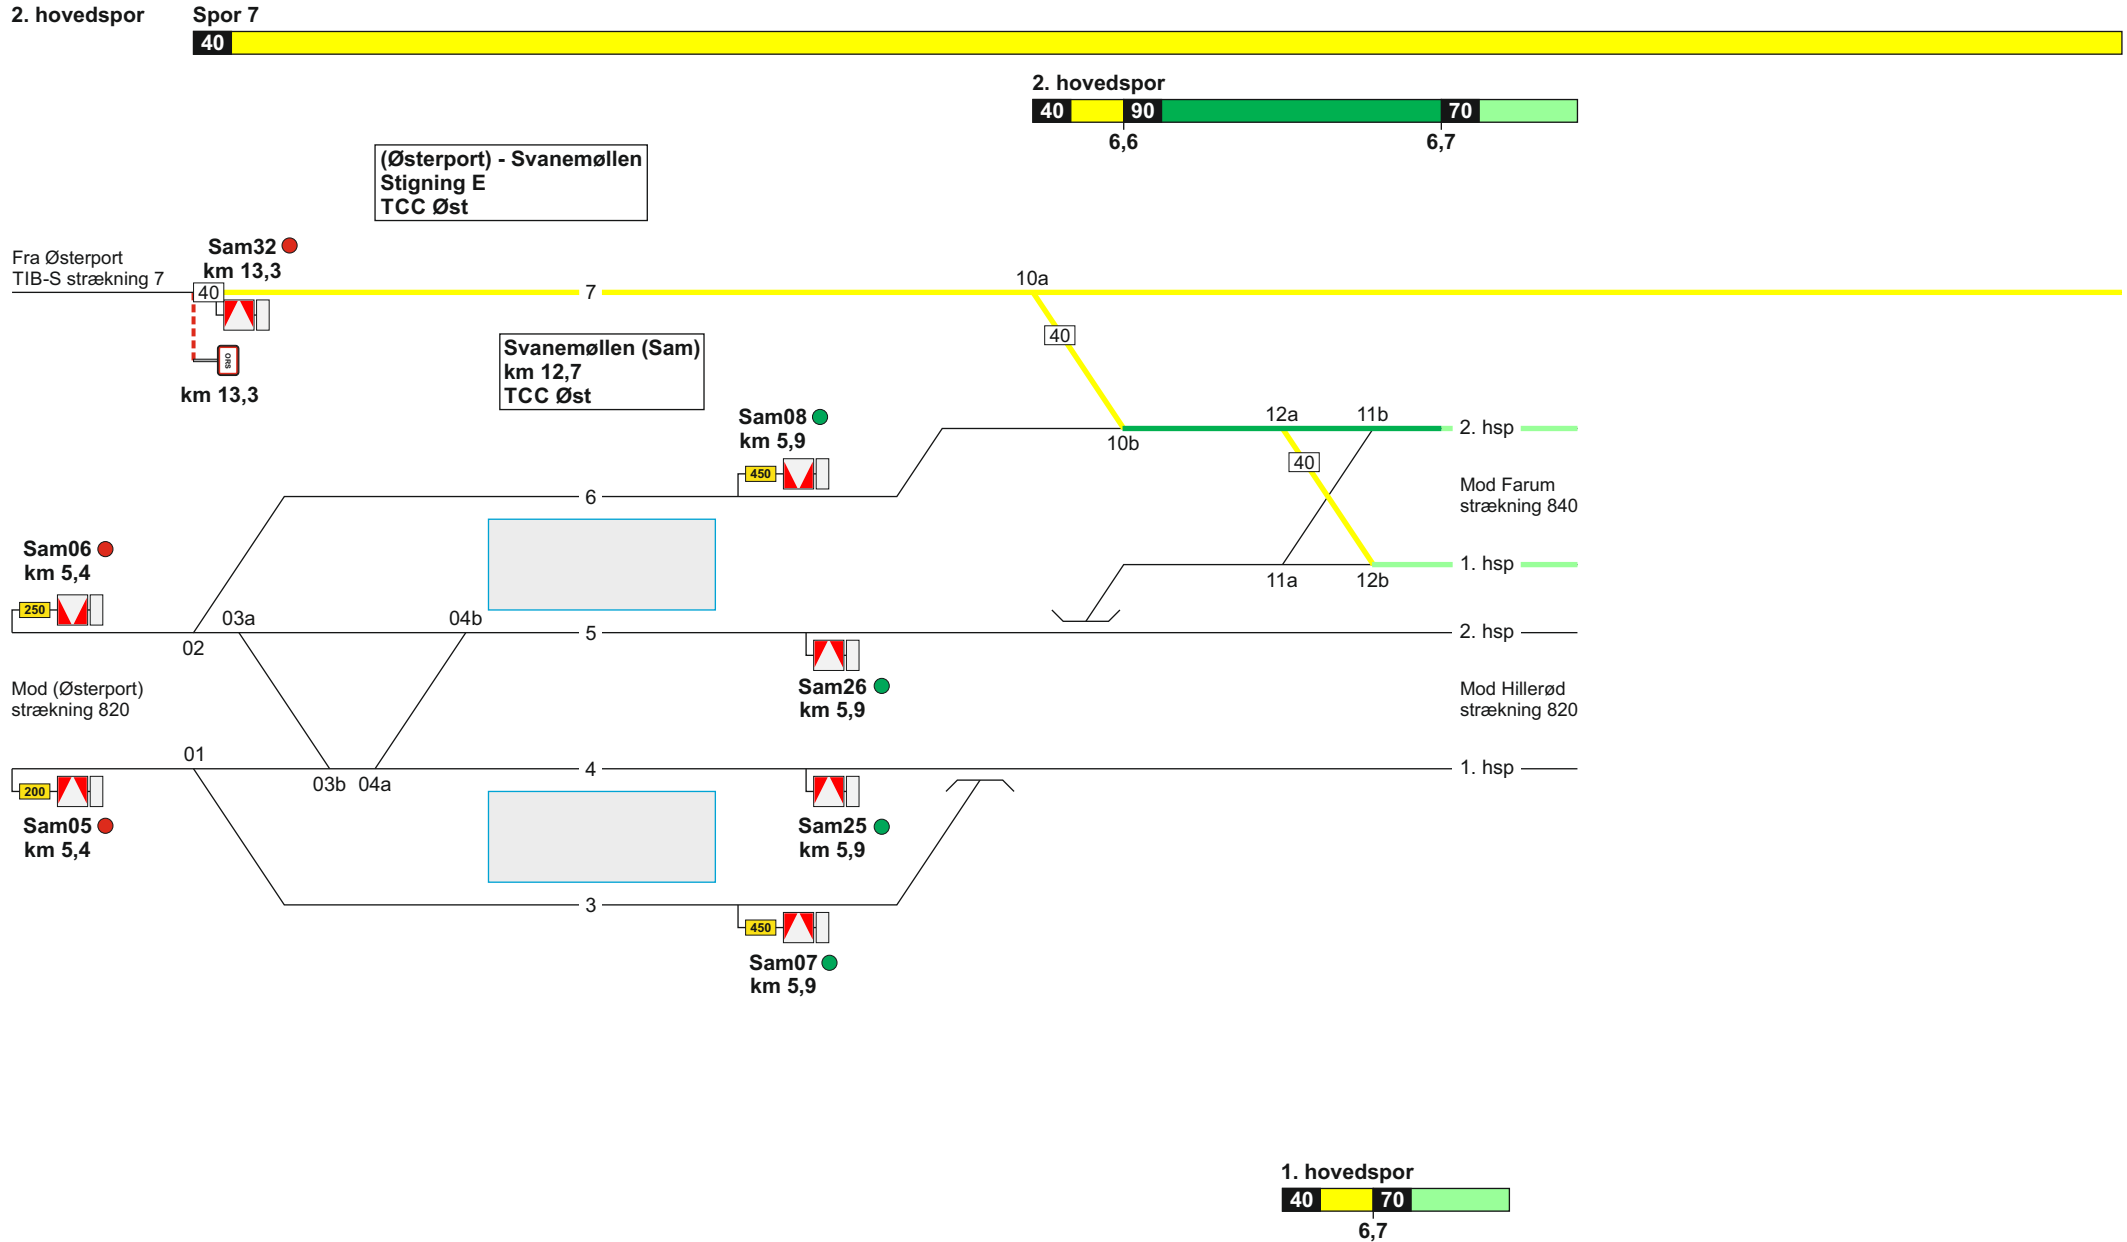 2. hovedspor
Spor 7
40
2. hovedspor
40
90
70
6,6
6,7
(Østerport) - Svanemøllen
Stigning E
TCC Øst
Fra Østerport
TIB-S strækning 7
Sam32
km 13,3
40
7
10a
ORS
km 13,3
40
Svanemøllen (Sam)
km 12,7
TCC Øst
Sam08
km 5,9
450
10b
12a
11b
2. hsp
40
6
Mod Farum
strækning 840
Sam06
km 5,4
250
11a
12b
1. hsp
02
03a
04b
5
2. hsp
Sam26
km 5,9
Mod (Østerport)
strækning 820
Mod Hillerød
strækning 820
01
03b
04a
4
1. hsp
200
Sam05
km 5,4
Sam25
km 5,9
3
450
Sam07
km 5,9
1. hovedspor
40
70
6,7